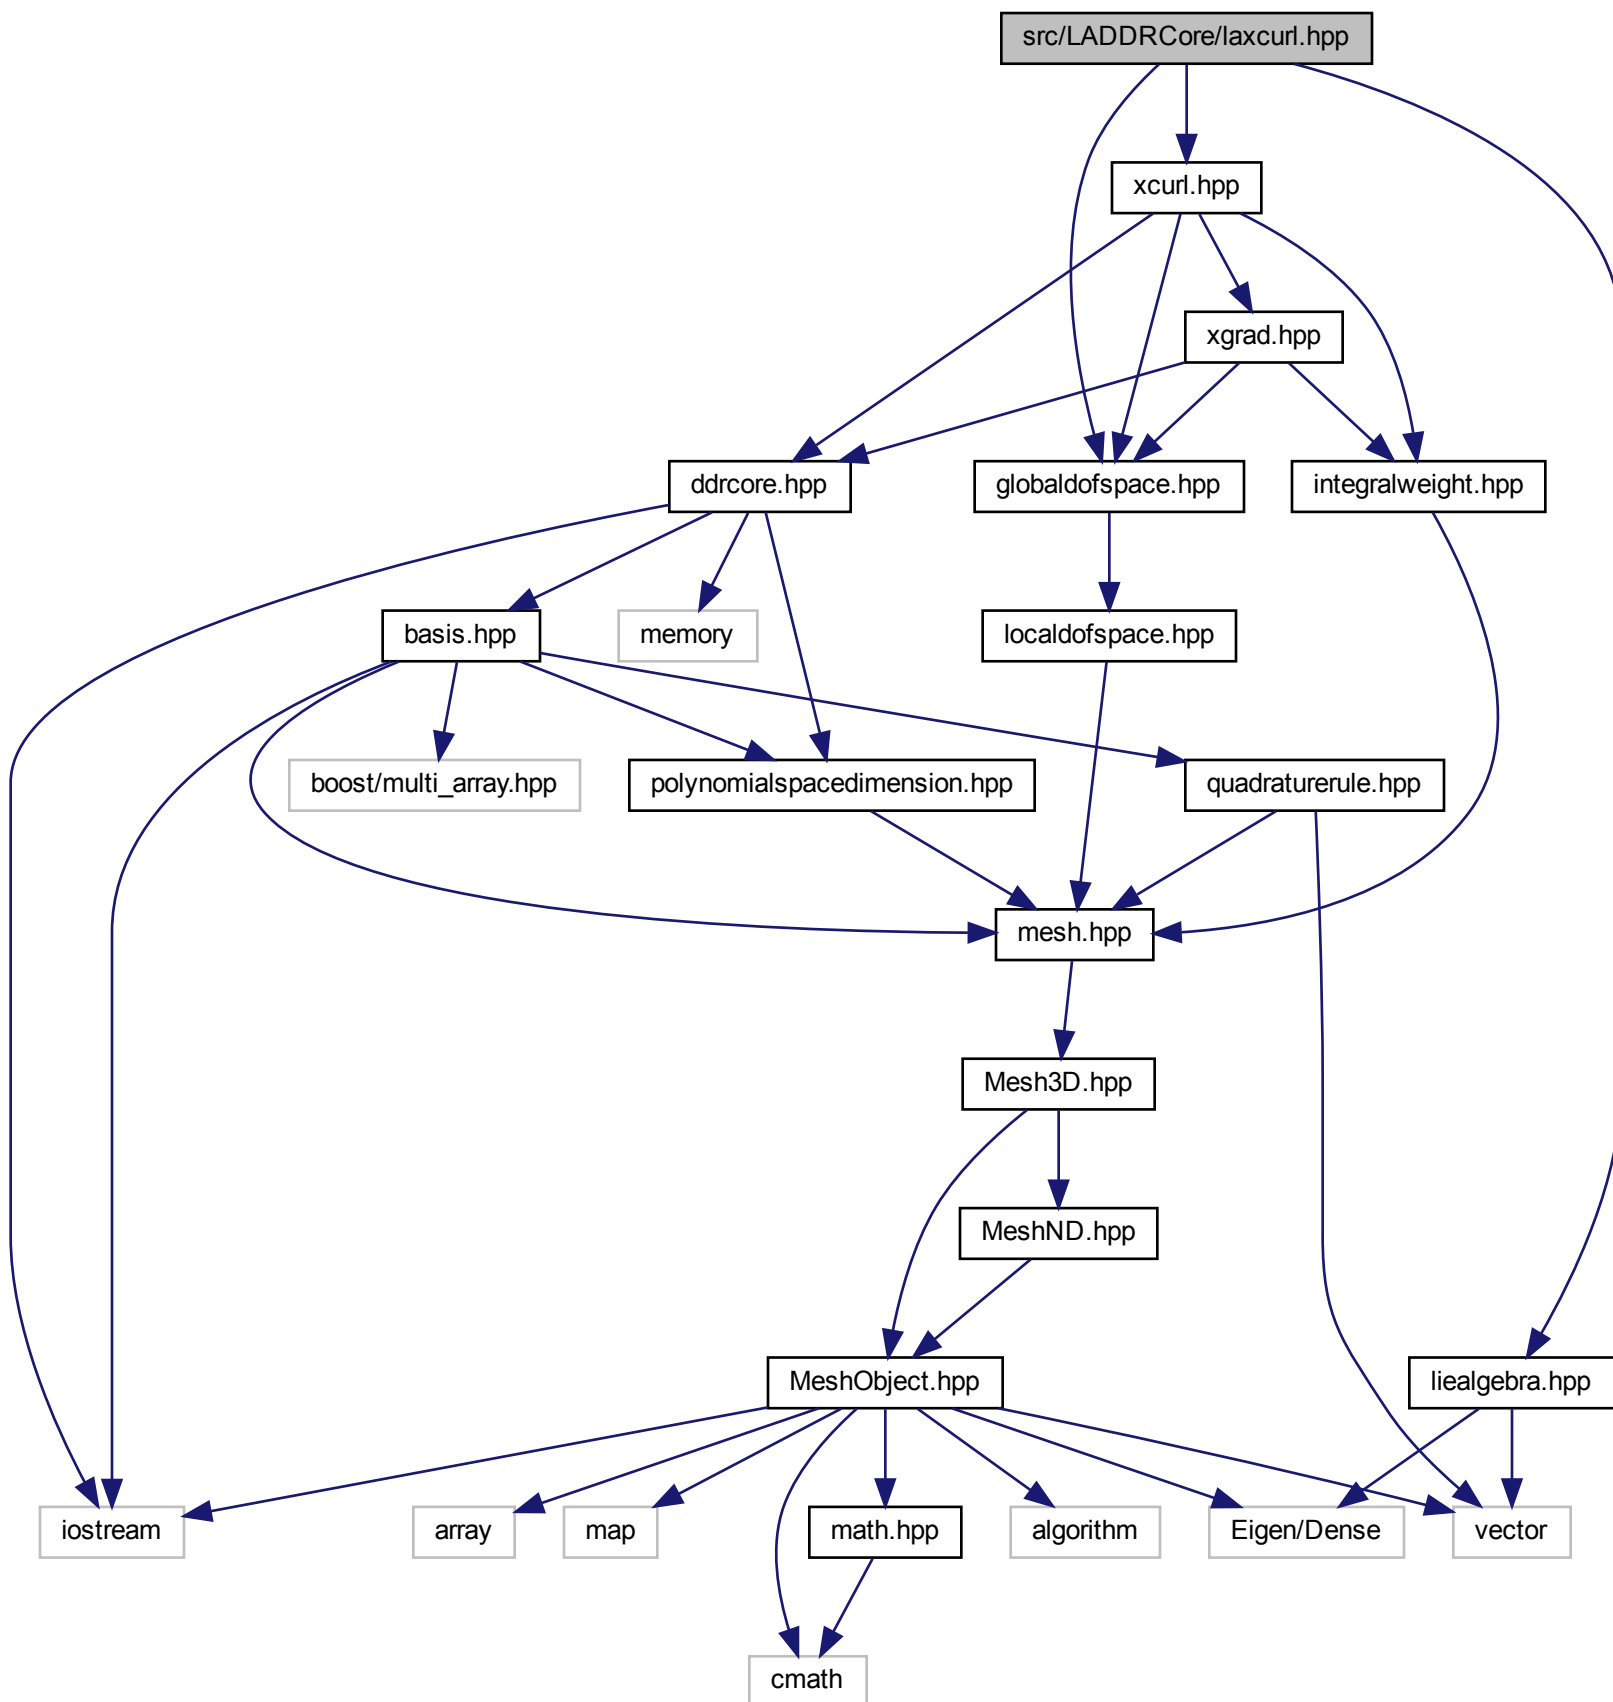 src/LADDRCore/laxcurl.hpp
xcurl.hpp
xgrad.hpp
ddrcore.hpp
globaldofspace.hpp
integralweight.hpp
basis.hpp
memory
localdofspace.hpp
boost/multi_array.hpp
polynomialspacedimension.hpp
quadraturerule.hpp
mesh.hpp
Mesh3D.hpp
MeshND.hpp
MeshObject.hpp
liealgebra.hpp
iostream
array
map
math.hpp
algorithm
Eigen/Dense
vector
cmath